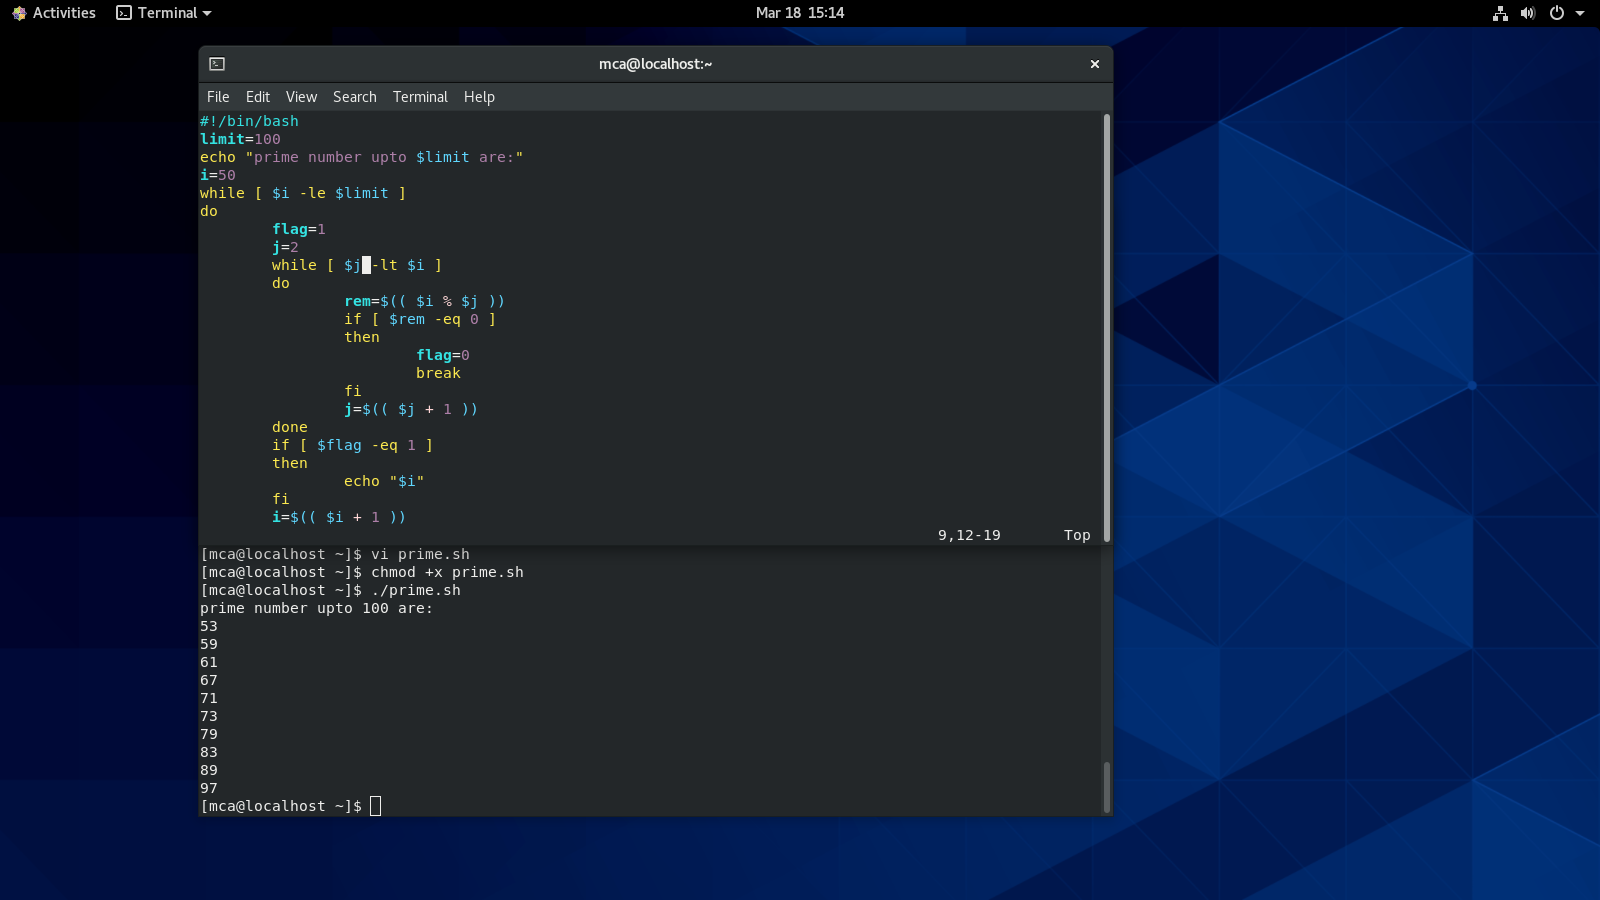 Activities Terminal Mar 18 15:14
mca@localhost:~
File Edit View Search Terminal Help
#!/bin/bash
limit=100
echo "prime number upto $limit are:"
i=50
while [ $i -le $limit ]
do
        flag=1
        j=2
        while [ $j -lt $i ]
        do
                rem=$(( $i % $j ))
                if [ $rem -eq 0 ]
                then
                        flag=0
                        break
                fi
                j=$(( $j + 1 ))
        done
        if [ $flag -eq 1 ]
        then
                echo "$i"
        fi
        i=$(( $i + 1 ))
9,12-19 Top
[mca@localhost ~]$ vi prime.sh
[mca@localhost ~]$ chmod +x prime.sh
[mca@localhost ~]$ ./prime.sh
prime number upto 100 are:
53
59
61
67
71
73
79
83
89
97
[mca@localhost ~]$